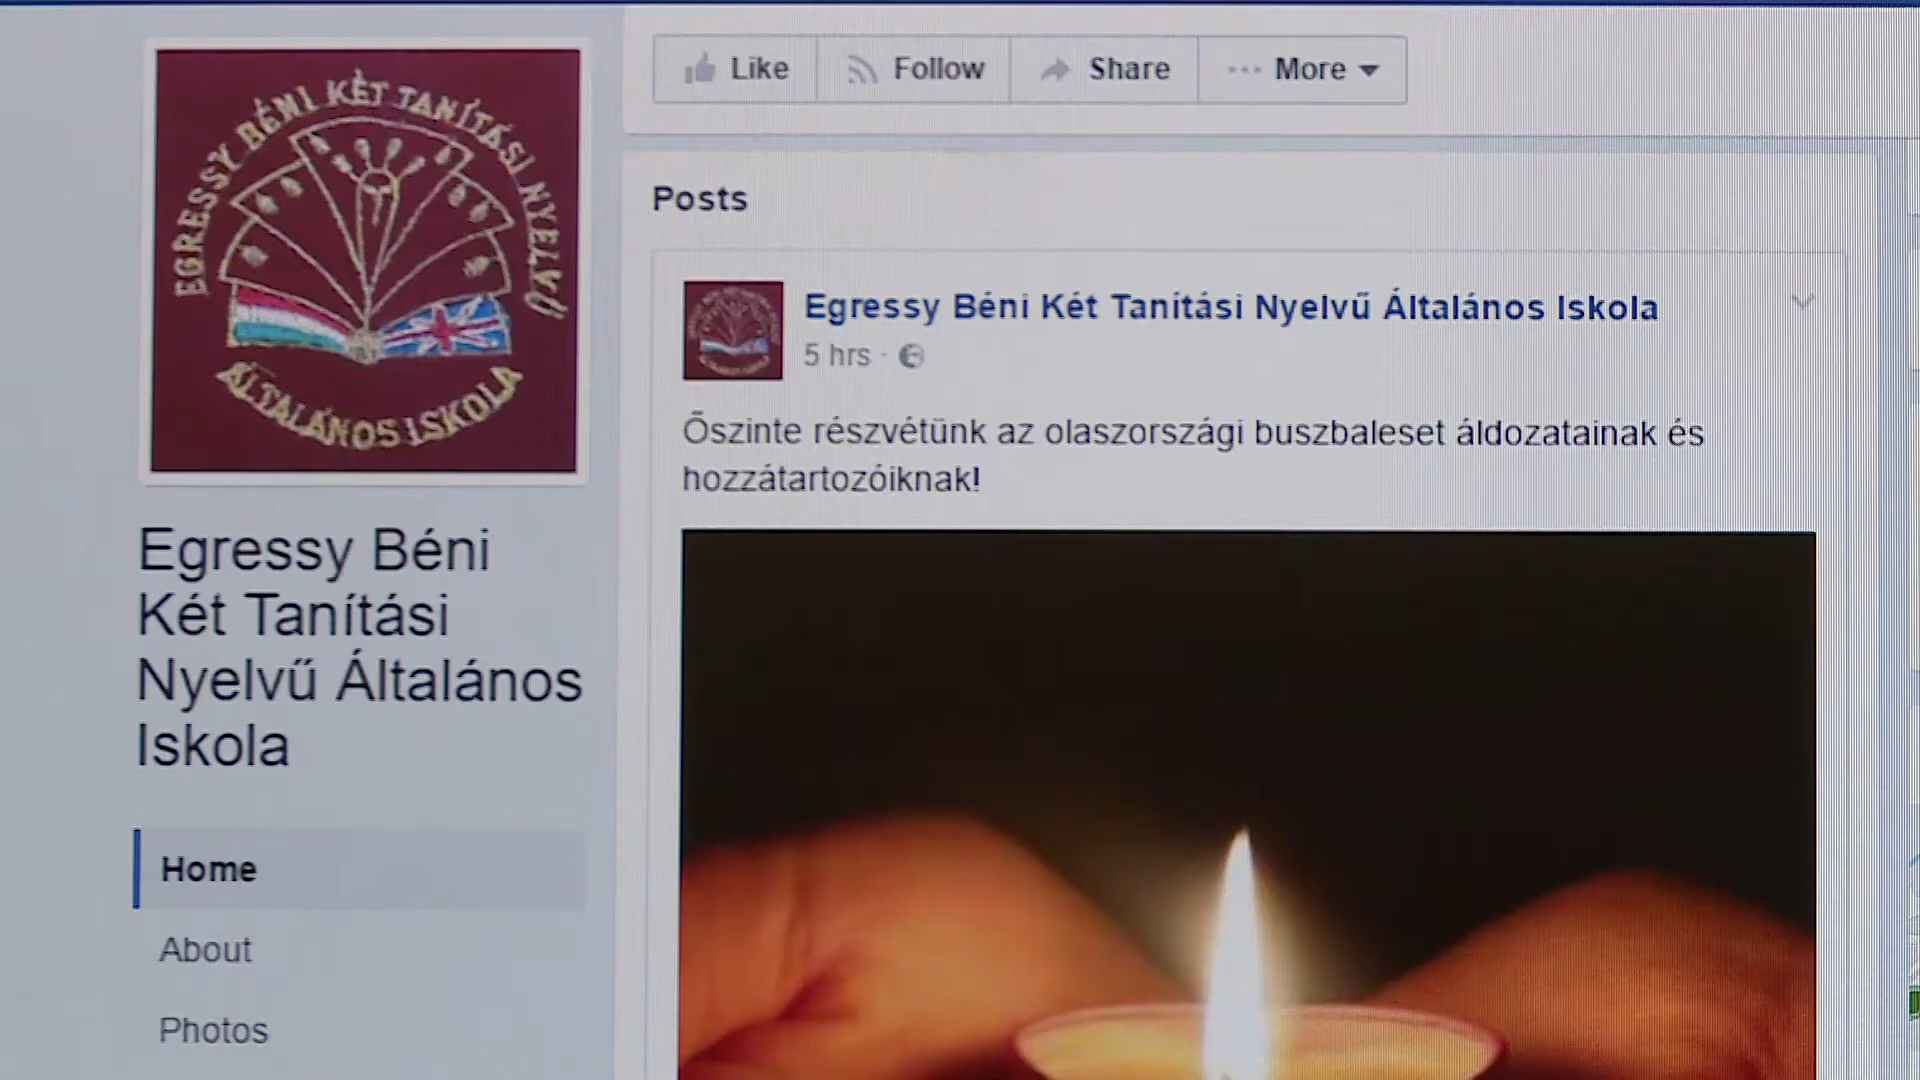 EGRESSY BÉNI KÉT TANÍTÁSI NYELVŰ
ÁLTALÁNOS ISKOLA
Egressy Béni
Két Tanítási
Nyelvű Általános
Iskola
Home
About
Photos
Like Follow Share More
Posts
Egressy Béni Két Tanítási Nyelvű Általános Iskola
5 hrs ·
Őszinte részvétünk az olaszországi buszbaleset áldozatainak és
hozzátartozóiknak!